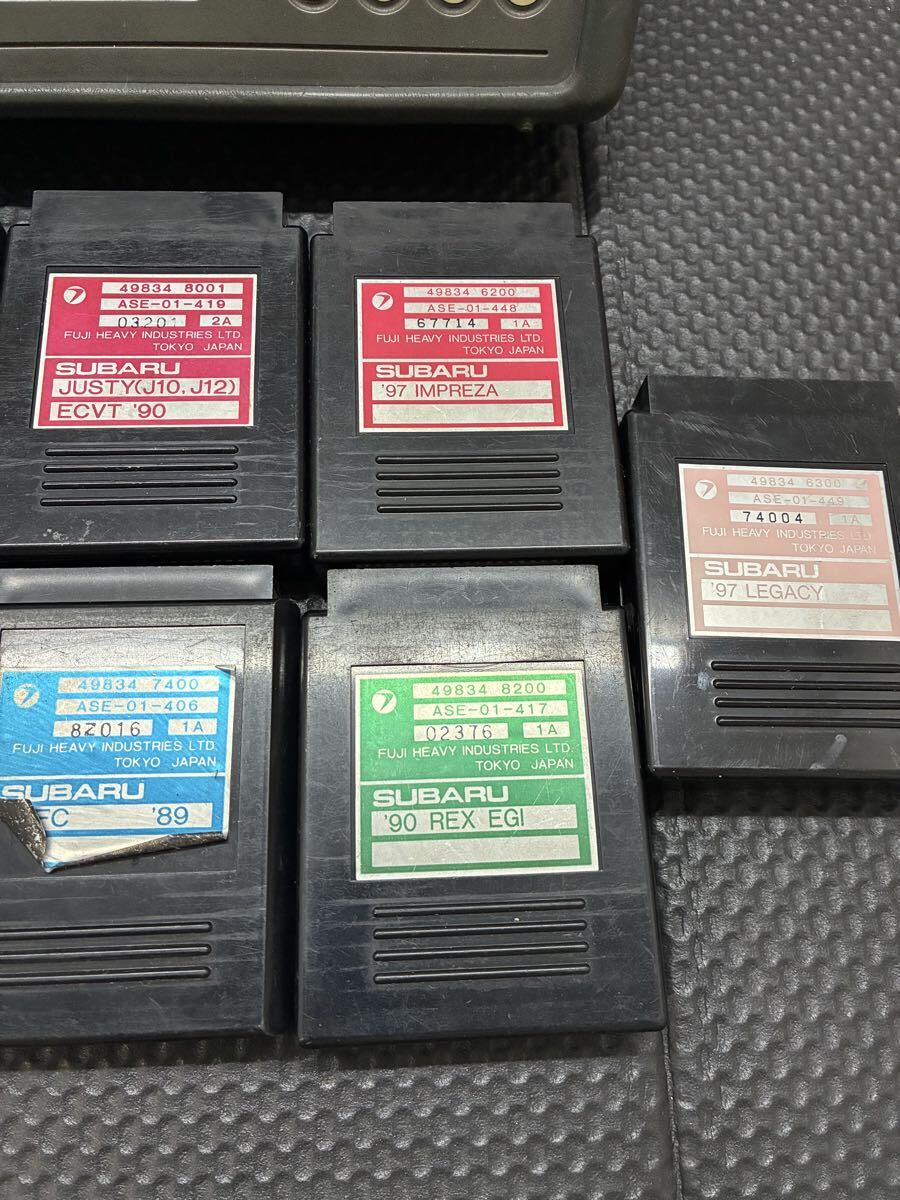 49834 8001
ASE-01-419
03201 2A
FUJI HEAVY INDUSTRIES LTD.
TOKYO JAPAN
SUBARU
JUSTY(J10, J12)
ECVT '90
49834 6200
ASE-01-448
67714 1A
FUJI HEAVY INDUSTRIES LTD.
TOKYO JAPAN
SUBARU
'97 IMPREZA
49834 6300
ASE-01-449
74004 1A
FUJI HEAVY INDUSTRIES LTD.
TOKYO JAPAN
SUBARU
'97 LEGACY
49834 7400
ASE-01-406
1A
FUJI HEAVY INDUSTRIES LTD.
TOKYO JAPAN
SUBARU
'89
49834 8200
ASE-01-417
02376 1A
FUJI HEAVY INDUSTRIES LTD.
TOKYO JAPAN
SUBARU
'90 REX EGI